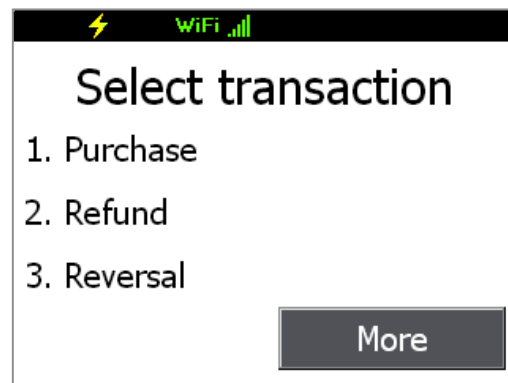 WiFi
Select transaction
1. Purchase
2. Refund
3. Reversal
More